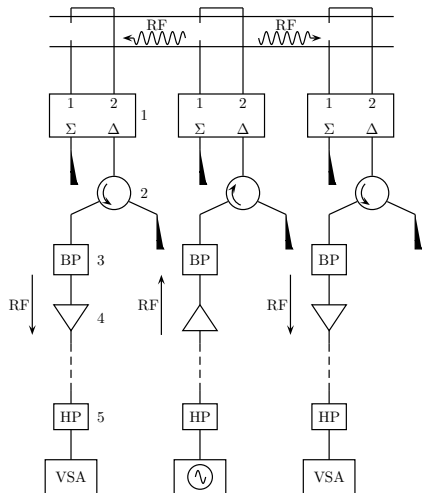 RF RF
1 2 1 2 1 2
1
Σ Δ Σ Δ Σ Δ
2
BP 3 BP BP
RF RF RF
4
HP 5 HP HP
VSA VSA